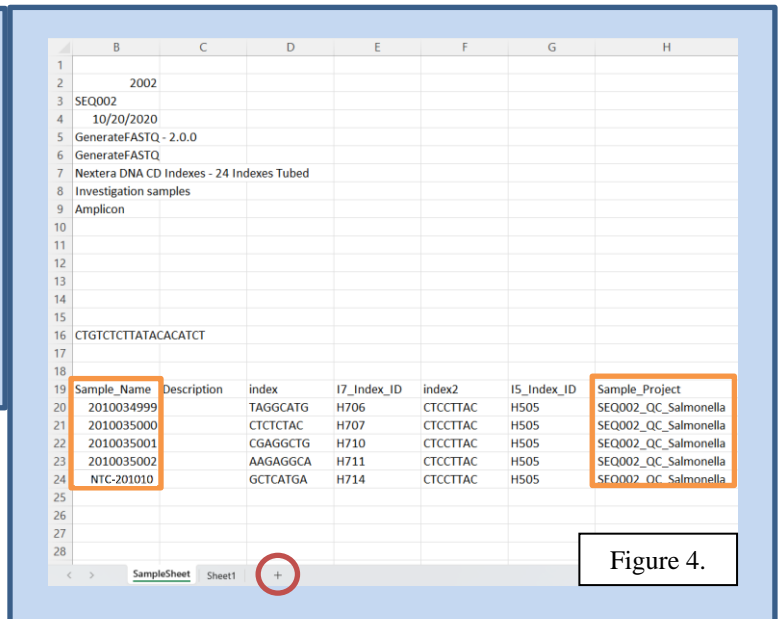 B C D E F G H
1
2 2002
3 SEQ002
4 10/20/2020
5 GenerateFASTQ - 2.0.0
6 GenerateFASTQ
7 Nextera DNA CD Indexes - 24 Indexes Tubed
8 Investigation samples
9 Amplicon
10
11
12
13
14
15
16 CTGTCTCTTATACACATCT
17
18
19 Sample_Name Description index I7_Index_ID index2 I5_Index_ID Sample_Project
20 2010034999 TAGGCATG H706 CTCCTTAC H505 SEQ002_QC_Salmonella
21 2010035000 CTCTCTAC H707 CTCCTTAC H505 SEQ002_QC_Salmonella
22 2010035001 CGAGGCTG H710 CTCCTTAC H505 SEQ002_QC_Salmonella
23 2010035002 AAGAGGCA H711 CTCCTTAC H505 SEQ002_QC_Salmonella
24 NTC-201010 GCTCATGA H714 CTCCTTAC H505 SEQ002_QC_Salmonella
25
26
27
28
Figure 4.
< > SampleSheet Sheet1 +